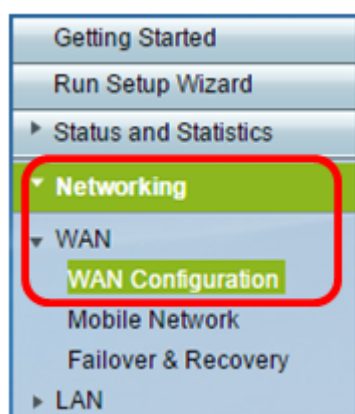 Getting Started
Run Setup Wizard
Status and Statistics
Networking
WAN
WAN Configuration
Mobile Network
Failover & Recovery
LAN